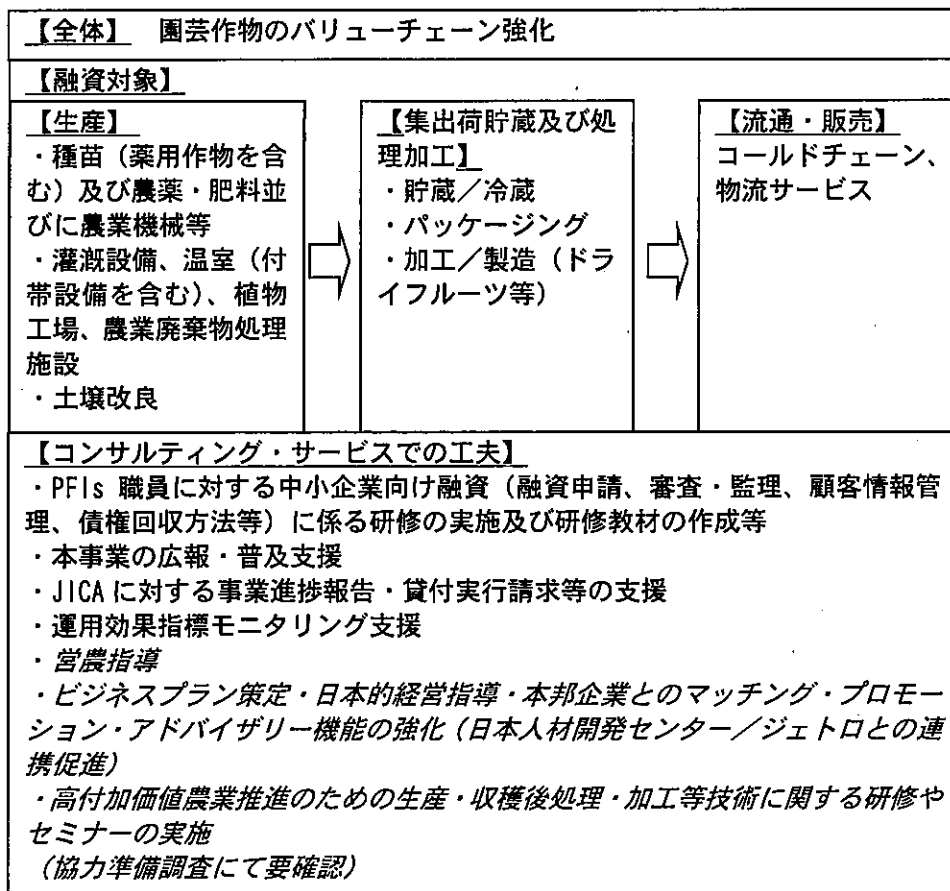 【全体】　園芸作物のバリューチェーン強化
【融資対象】
【生産】
・種苗（薬用作物を含
む）及び農薬・肥料並
びに農業機械等
・灌漑設備、温室（付
帯設備を含む）、植物
工場、農業廃棄物処理
施設
・土壌改良
【集出荷貯蔵及び処
理加工】
・貯蔵／冷蔵
・パッケージング
・加工／製造（ドラ
イフルーツ等）
【流通・販売】
コールドチェーン、
物流サービス
【コンサルティング・サービスでの工夫】
・PFIs 職員に対する中小企業向け融資（融資申請、審査・監理、顧客情報管
理、債権回収方法等）に係る研修の実施及び研修教材の作成等
・本事業の広報・普及支援
・JICA に対する事業進捗報告・貸付実行請求等の支援
・運用効果指標モニタリング支援
・営農指導
・ビジネスプラン策定・日本的経営指導・本邦企業とのマッチング・プロモー
ション・アドバイザリー機能の強化（日本人材開発センター／ジェトロとの連
携促進）
・高付加価値農業推進のための生産・収穫後処理・加工等技術に関する研修や
セミナーの実施
（協力準備調査にて要確認）